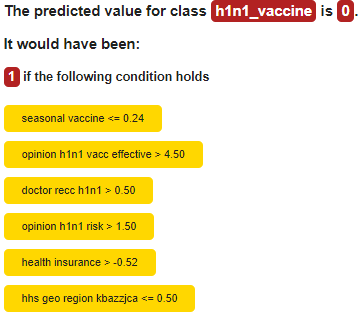 The predicted value for class h1n1_vaccine is 0.
It would have been:
1 if the following condition holds
seasonal vaccine <= 0.24
opinion h1n1 vacc effective > 4.50
doctor recc h1n1 > 0.50
opinion h1n1 risk > 1.50
health insurance > -0.52
hhs geo region kbazzjca <= 0.50